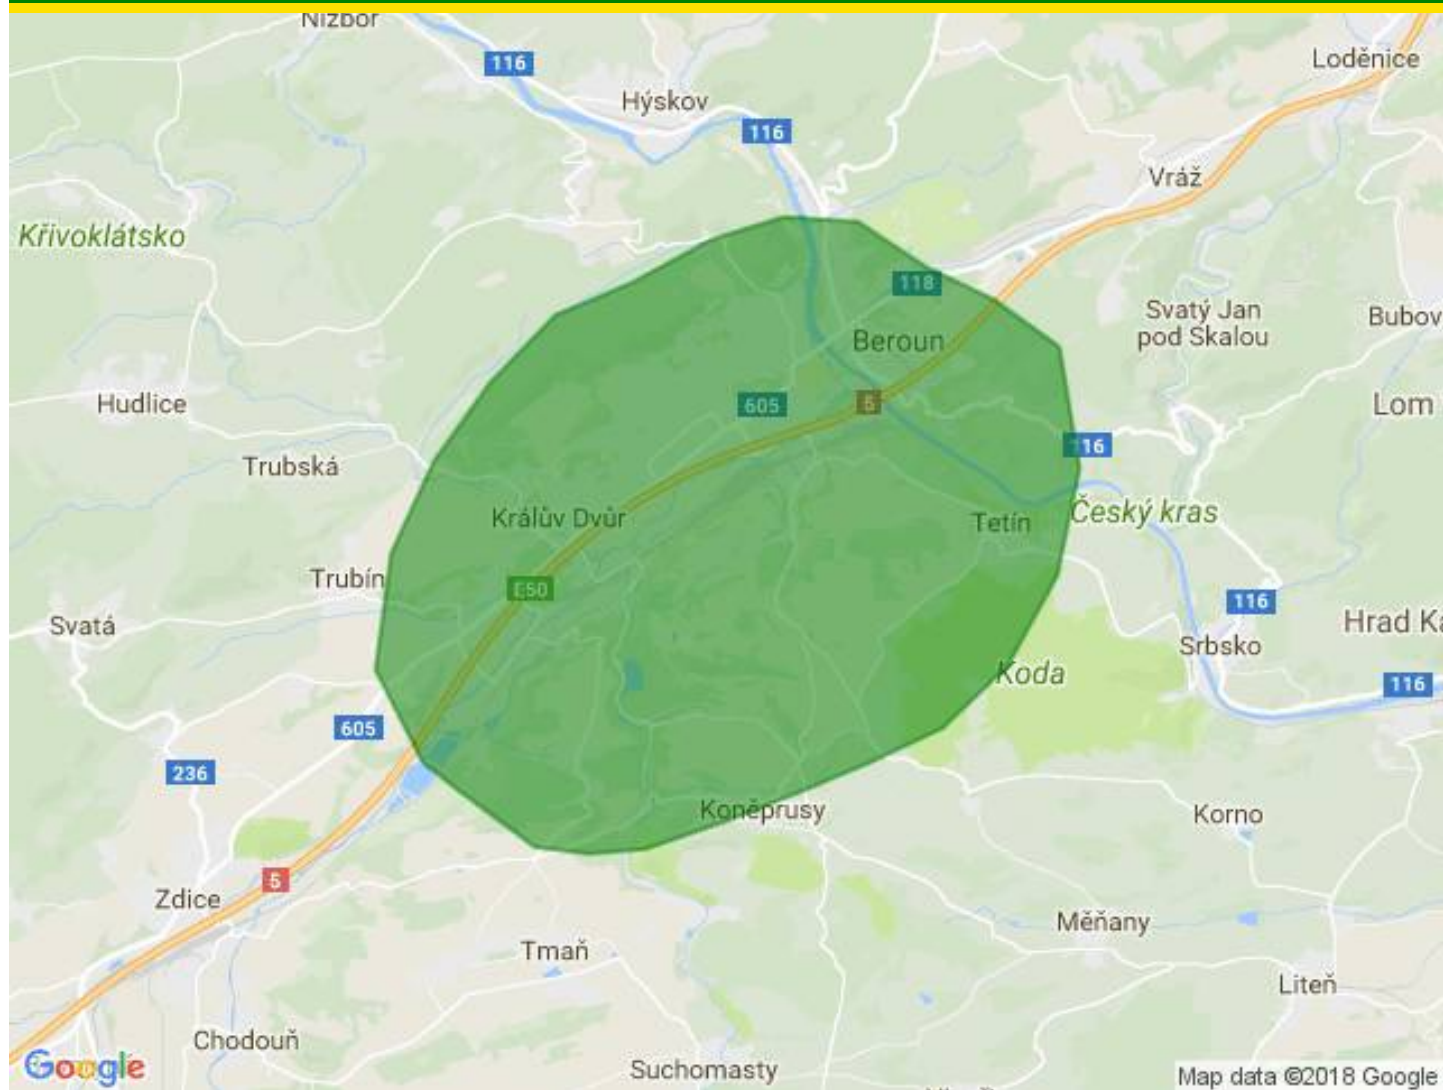 Nižbor
116
Loděnice
Hýskov
116
Vráž
Křivoklátsko
118
Svatý Jan
pod Skalou
Bubov
Beroun
Hudlice
605
5
Lom
116
Trubská
Králův Dvůr
Tetín
Český kras
Trubín
E50
116
Svatá
Hrad Ka
Srbsko
Koda
116
605
236
Koněprusy
Korno
5
Zdice
Měňany
Tmaň
Liteň
Chodouň
Google
Suchomasty
Map data ©2018 Google